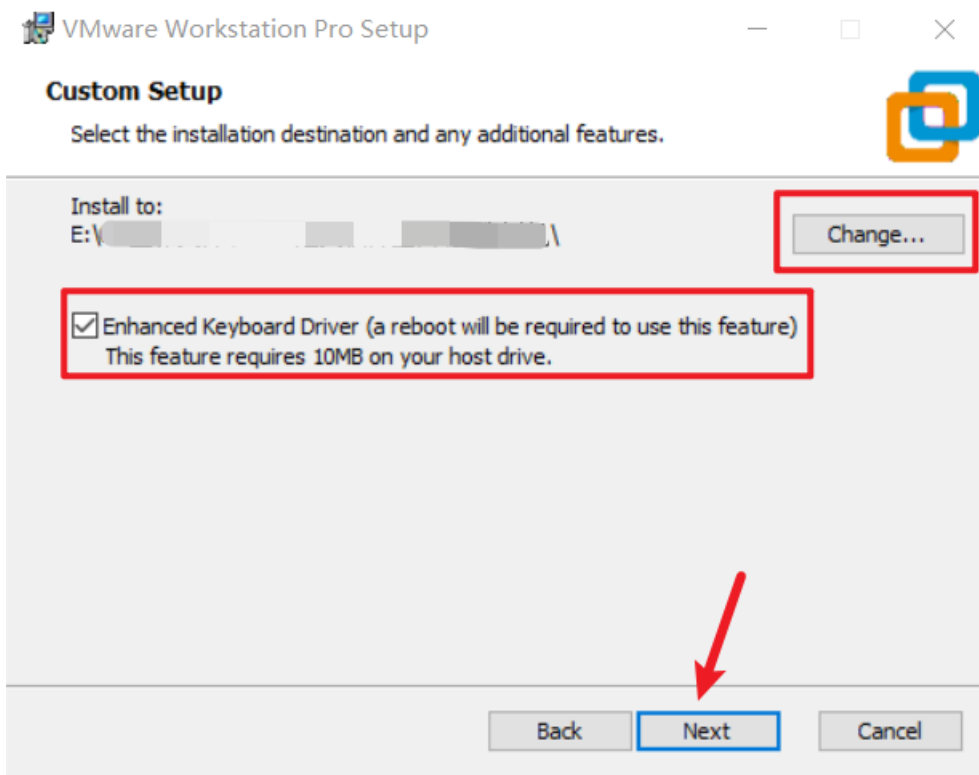 VMware Workstation Pro Setup
Custom Setup
Select the installation destination and any additional features.
Install to:
E:\ \
Change...
Enhanced Keyboard Driver (a reboot will be required to use this feature)
This feature requires 10MB on your host drive.
Back
Next
Cancel